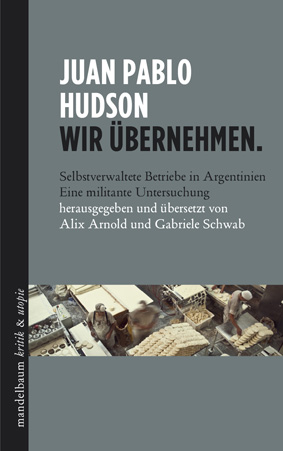 JUAN PABLO
HUDSON
WIR ÜBERNEHMEN.
Selbstverwaltete Betriebe in Argentinien
Eine militante Untersuchung
herausgegeben und übersetzt von
Alix Arnold und Gabriele Schwab
mandelbaum kritik & utopie